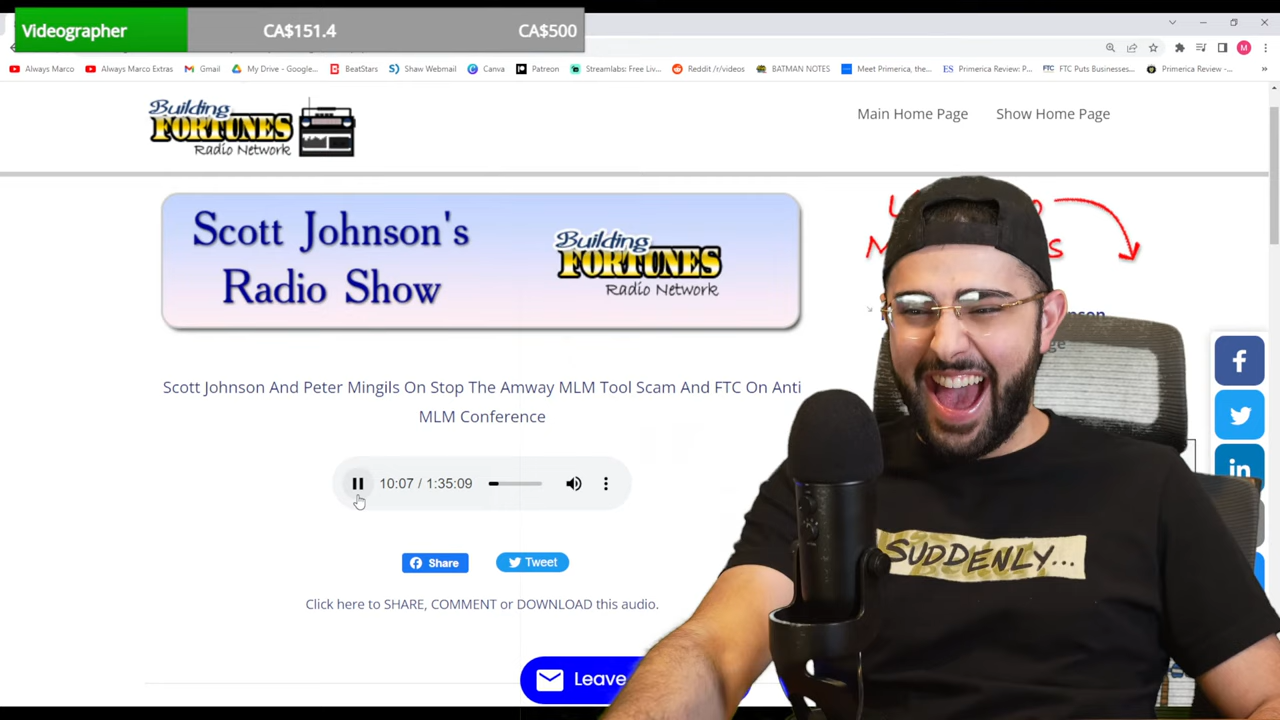 Videographer
CA$151.4
CA$500
Always Marco
Always Marco Extras
Gmail
My Drive - Google...
BeatStars
Shaw Webmail
Canva
Patreon
Streamlabs: Free Liv...
Reddit /r/videos
BATMAN NOTES
Meet Primerica, the...
Primerica Review: P...
FTC Puts Businesses...
Primerica Review -...
Building
FORTUNES
Radio Network
Main Home Page
Show Home Page
Scott Johnson's
Radio Show
Building
FORTUNES
Radio Network
Scott Johnson And Peter Mingils On Stop The Amway MLM Tool Scam And FTC On Anti
MLM Conference
10:07 / 1:35:09
Share
Tweet
Click here to SHARE, COMMENT or DOWNLOAD this audio.
Leave
SUDDENLY...